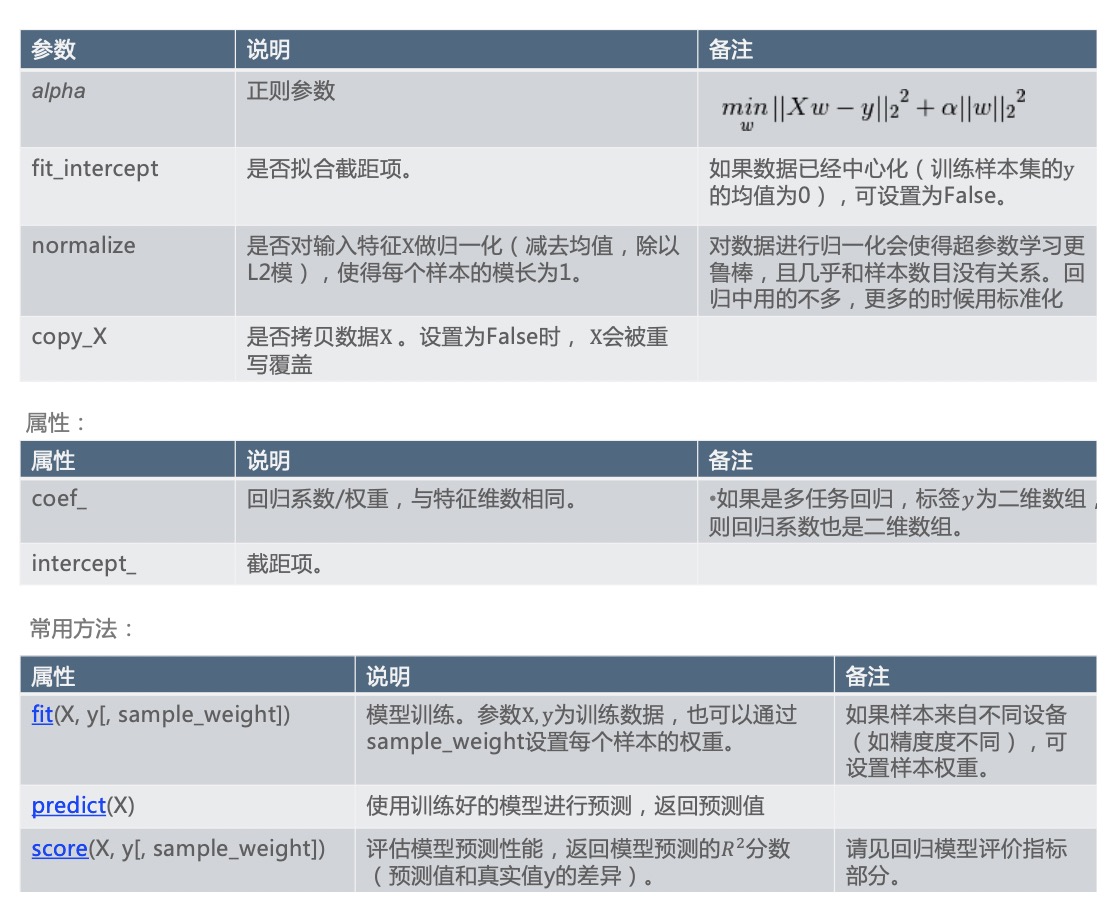 参数 说明 备注
alpha 正则参数 min_w ||Xw − y||₂² + α||w||₂²
fit_intercept 是否拟合截距项。 如果数据已经中心化（训练样本集的y
的均值为0），可设置为False。
normalize 是否对输入特征X做归一化（减去均值，除以 对数据进行归一化会使得超参数学习更
L2模），使得每个样本的模长为1。 鲁棒，且几乎和样本数目没有关系。回
归中用的不多，更多的时候用标准化
copy_X 是否拷贝数据X 。设置为False时， X会被重
写覆盖
属性：
属性 说明 备注
coef_ 回归系数/权重，与特征维数相同。 •如果是多任务回归，标签y为二维数组，
则回归系数也是二维数组。
intercept_ 截距项。
常用方法：
属性 说明 备注
fit(X, y[, sample_weight]) 模型训练。参数X,y为训练数据，也可以通过 如果样本来自不同设备
sample_weight设置每个样本的权重。 （如精度度不同），可
设置样本权重。
predict(X) 使用训练好的模型进行预测，返回预测值
score(X, y[, sample_weight]) 评估模型预测性能，返回模型预测的R²分数 请见回归模型评价指标
（预测值和真实值y的差异）。 部分。